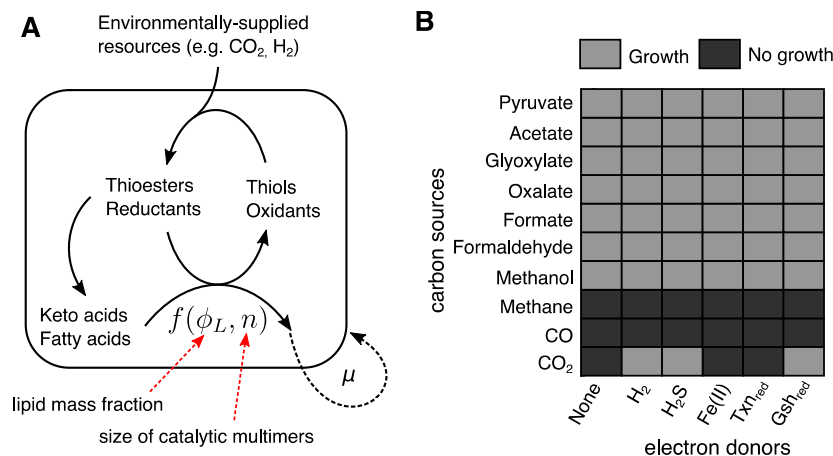 A
Environmentally-supplied
resources (e.g. CO2, H2)
Thioesters
Reductants
Thiols
Oxidants
Keto acids
Fatty acids
f(ϕL, n)
μ
lipid mass fraction
size of catalytic multimers
B
Growth
No growth
carbon sources
Pyruvate
Acetate
Glyoxylate
Oxalate
Formate
Formaldehyde
Methanol
Methane
CO
CO2
None
H2
H2S
Fe(II)
Txnred
Gshred
electron donors